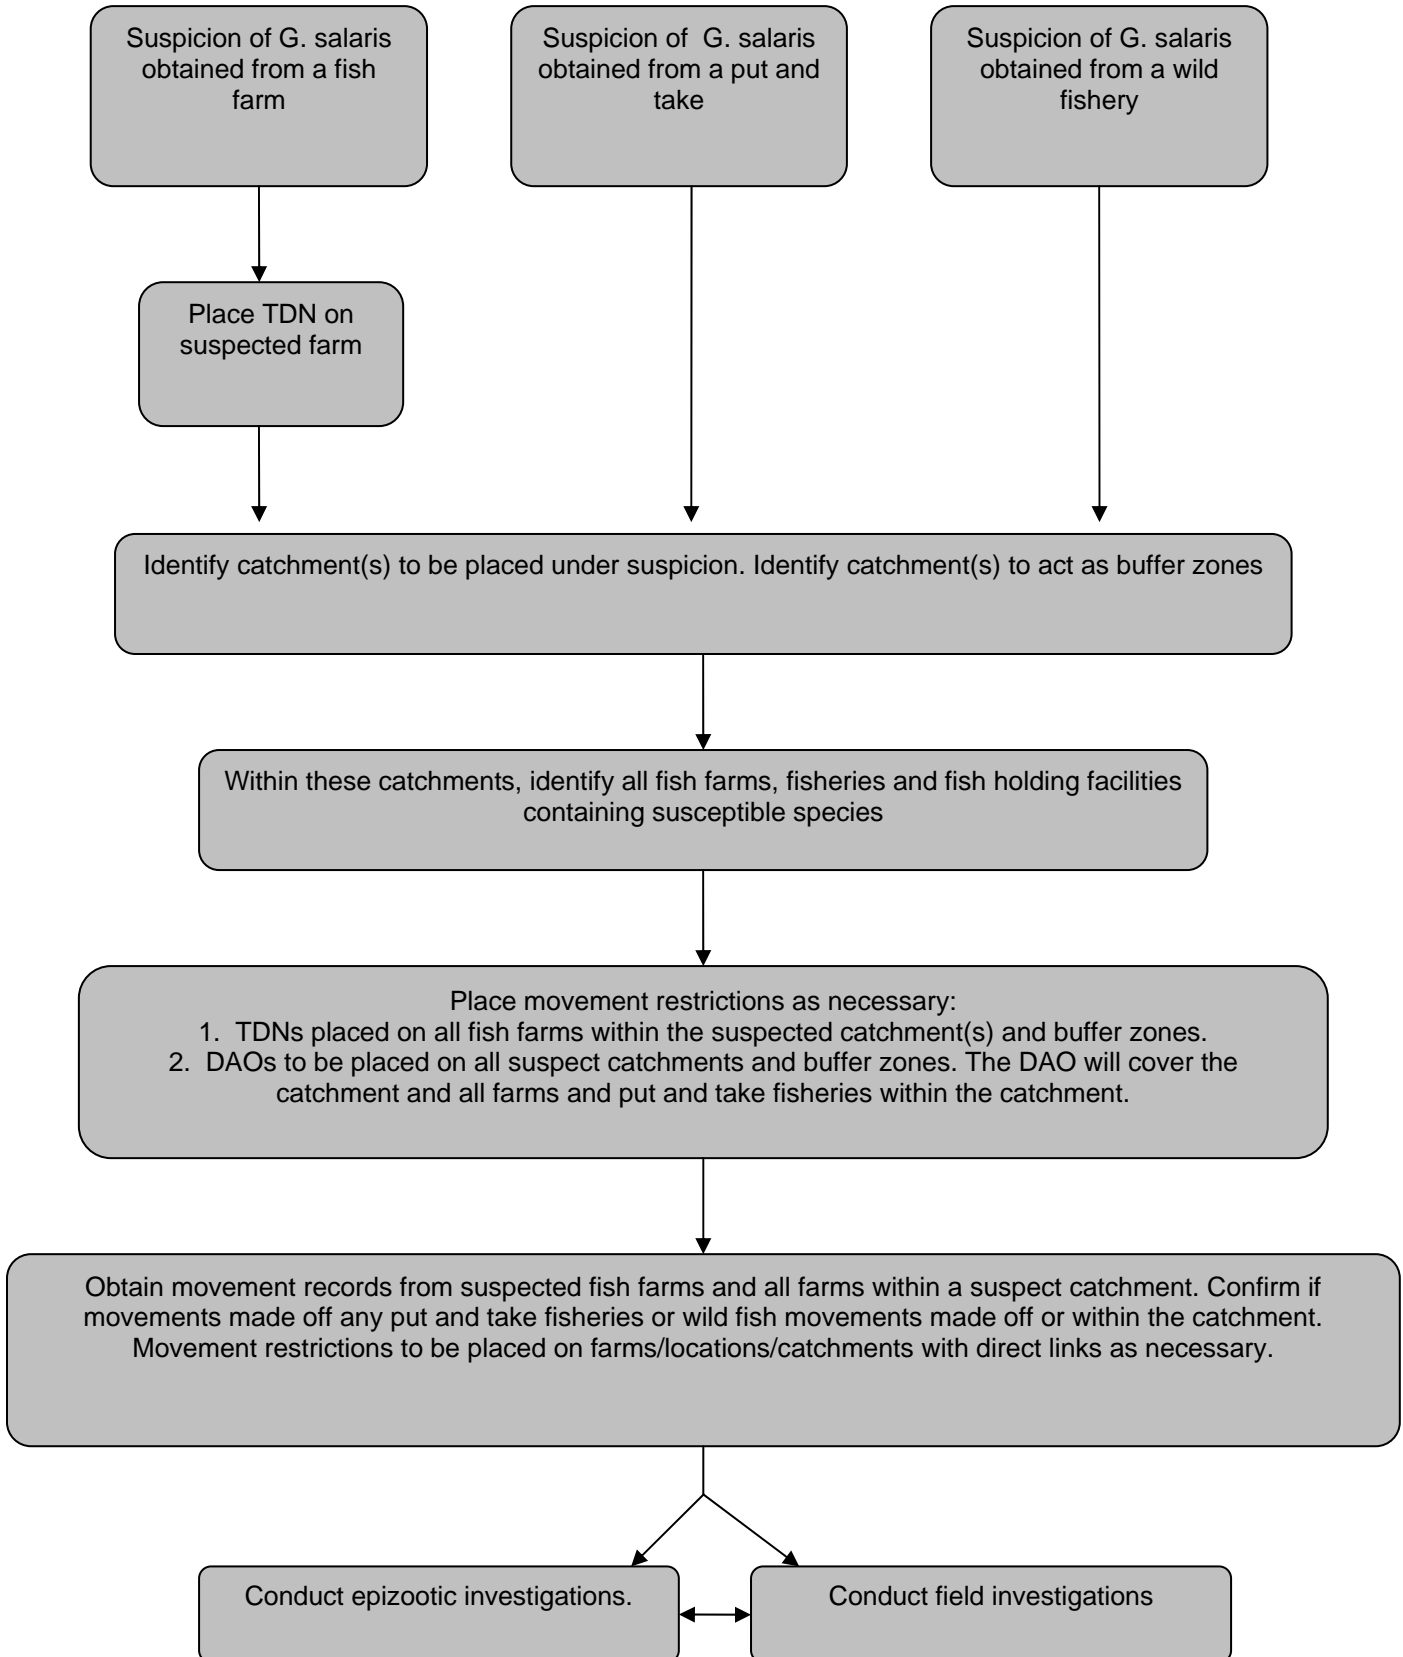 Suspicion of G. salaris
obtained from a fish
farm
Suspicion of G. salaris
obtained from a put and
take
Suspicion of G. salaris
obtained from a wild
fishery
Place TDN on
suspected farm
Identify catchment(s) to be placed under suspicion. Identify catchment(s) to act as buffer zones
Within these catchments, identify all fish farms, fisheries and fish holding facilities
containing susceptible species
Place movement restrictions as necessary:
1. TDNs placed on all fish farms within the suspected catchment(s) and buffer zones.
2. DAOs to be placed on all suspect catchments and buffer zones. The DAO will cover the
catchment and all farms and put and take fisheries within the catchment.
Obtain movement records from suspected fish farms and all farms within a suspect catchment. Confirm if
movements made off any put and take fisheries or wild fish movements made off or within the catchment.
Movement restrictions to be placed on farms/locations/catchments with direct links as necessary.
Conduct epizootic investigations.
Conduct field investigations